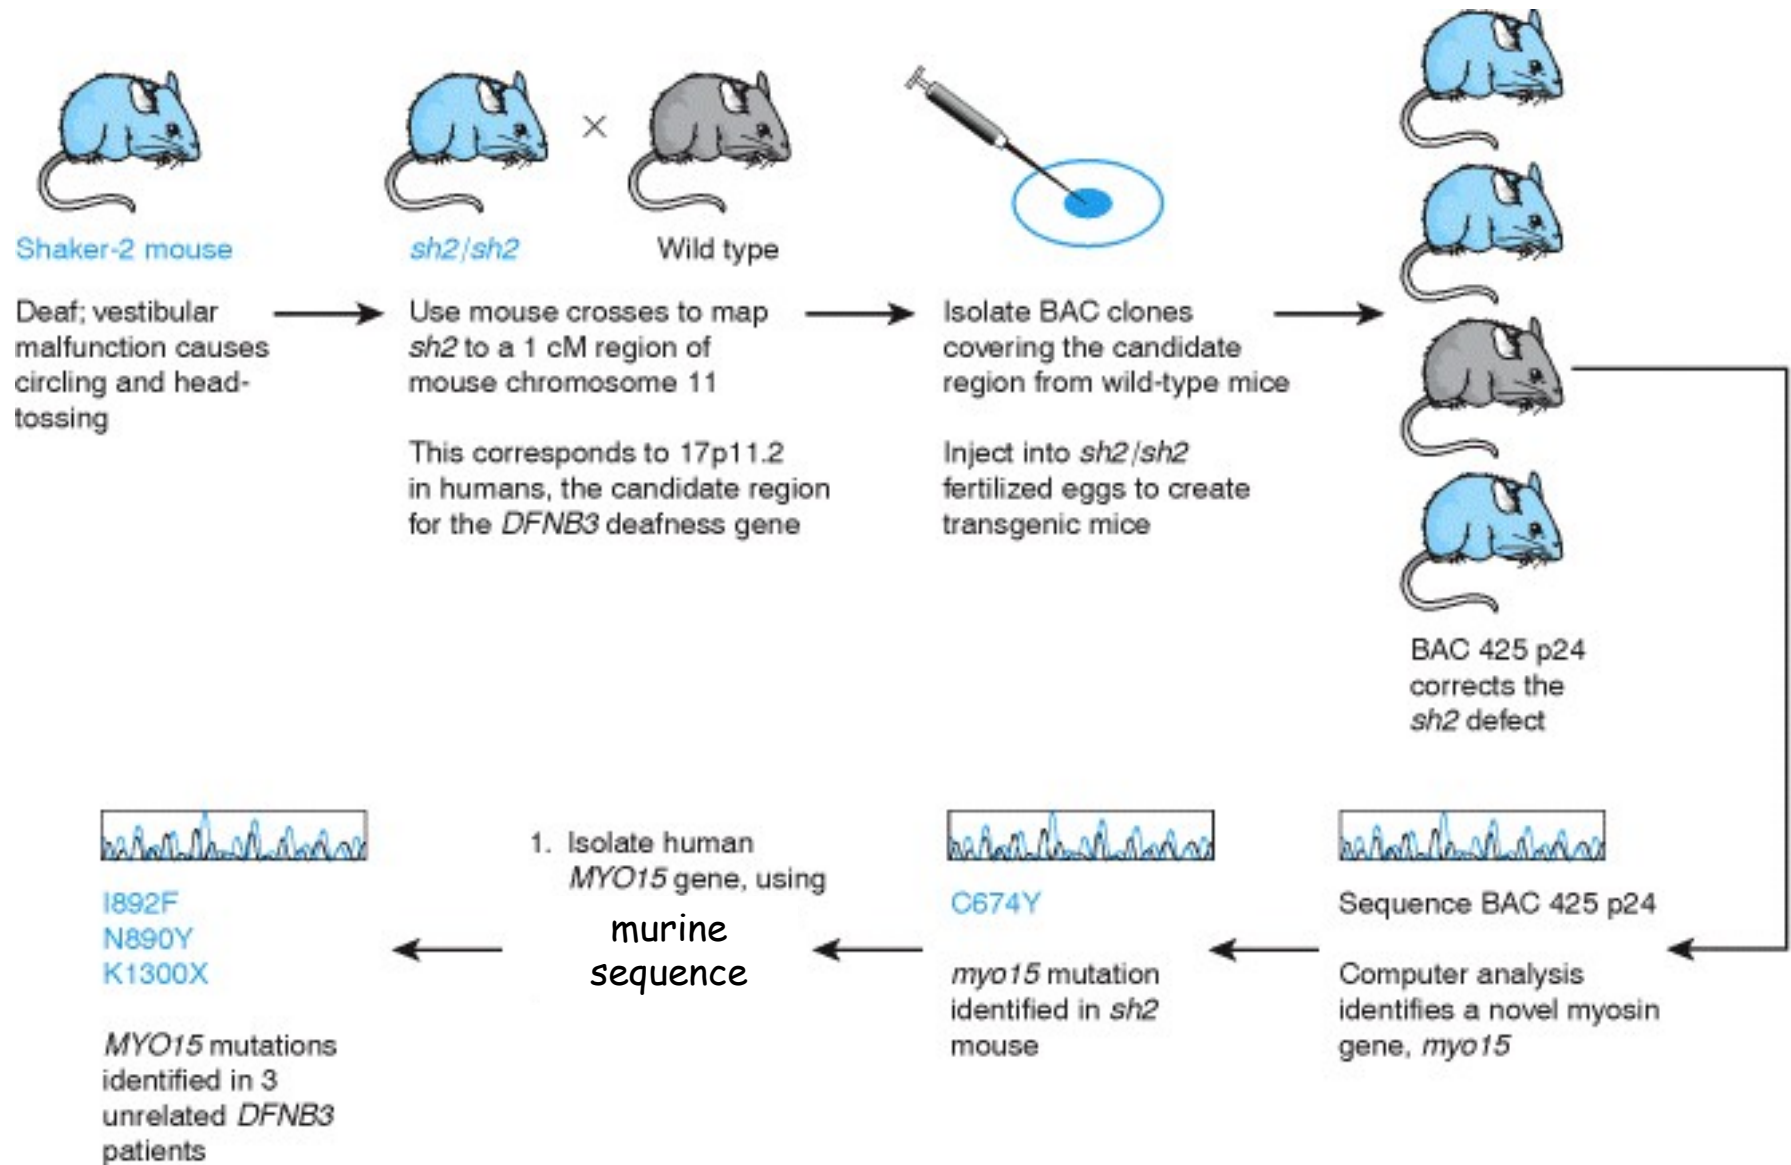 Shaker-2 mouse
Deaf; vestibular
malfunction causes
circling and head-
tossing
sh2/sh2
×
Wild type
Use mouse crosses to map
sh2 to a 1 cM region of
mouse chromosome 11
This corresponds to 17p11.2
in humans, the candidate region
for the DFNB3 deafness gene
Isolate BAC clones
covering the candidate
region from wild-type mice
Inject into sh2/sh2
fertilized eggs to create
transgenic mice
BAC 425 p24
corrects the
sh2 defect
Sequence BAC 425 p24
Computer analysis
identifies a novel myosin
gene, myo15
C674Y
myo15 mutation
identified in sh2
mouse
1. Isolate human
MYO15 gene, using
murine
sequence
I892F
N890Y
K1300X
MYO15 mutations
identified in 3
unrelated DFNB3
patients